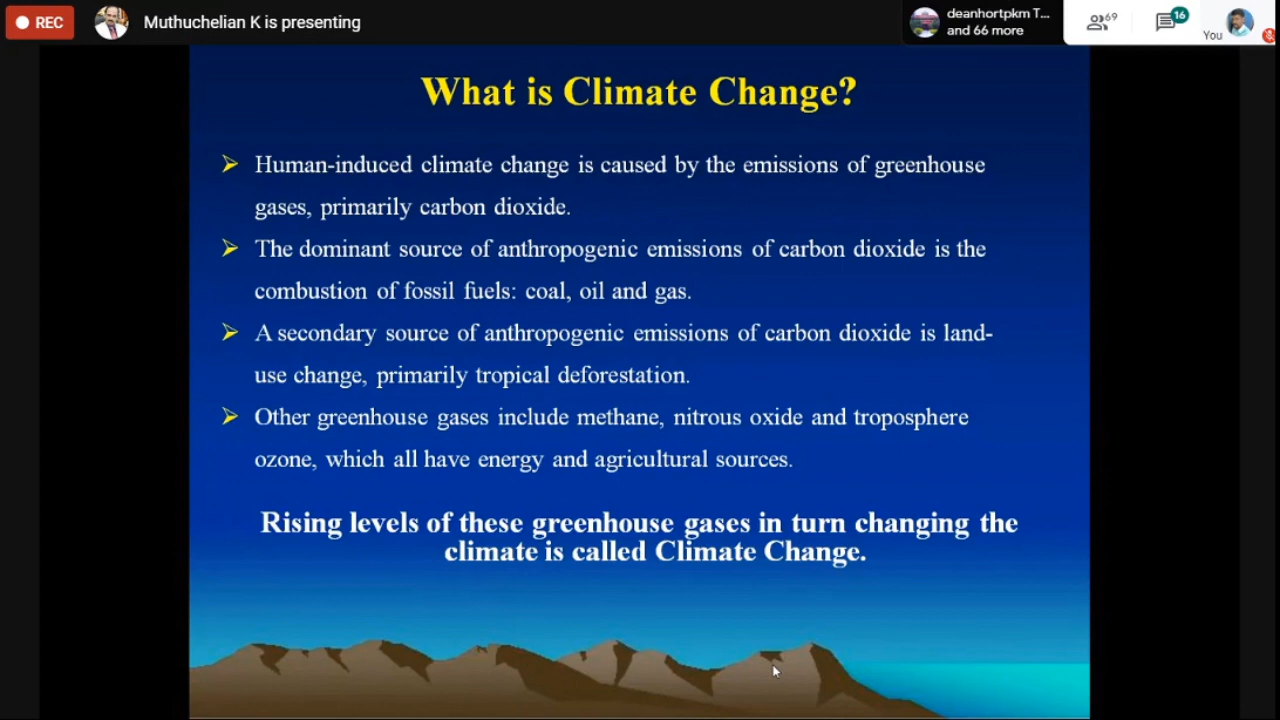 REC
Muthuchelian K is presenting
deanhortpkm T...
and 66 more
69
16
You
What is Climate Change?
Human-induced climate change is caused by the emissions of greenhouse
gases, primarily carbon dioxide.
The dominant source of anthropogenic emissions of carbon dioxide is the
combustion of fossil fuels: coal, oil and gas.
A secondary source of anthropogenic emissions of carbon dioxide is land-
use change, primarily tropical deforestation.
Other greenhouse gases include methane, nitrous oxide and troposphere
ozone, which all have energy and agricultural sources.
Rising levels of these greenhouse gases in turn changing the
climate is called Climate Change.